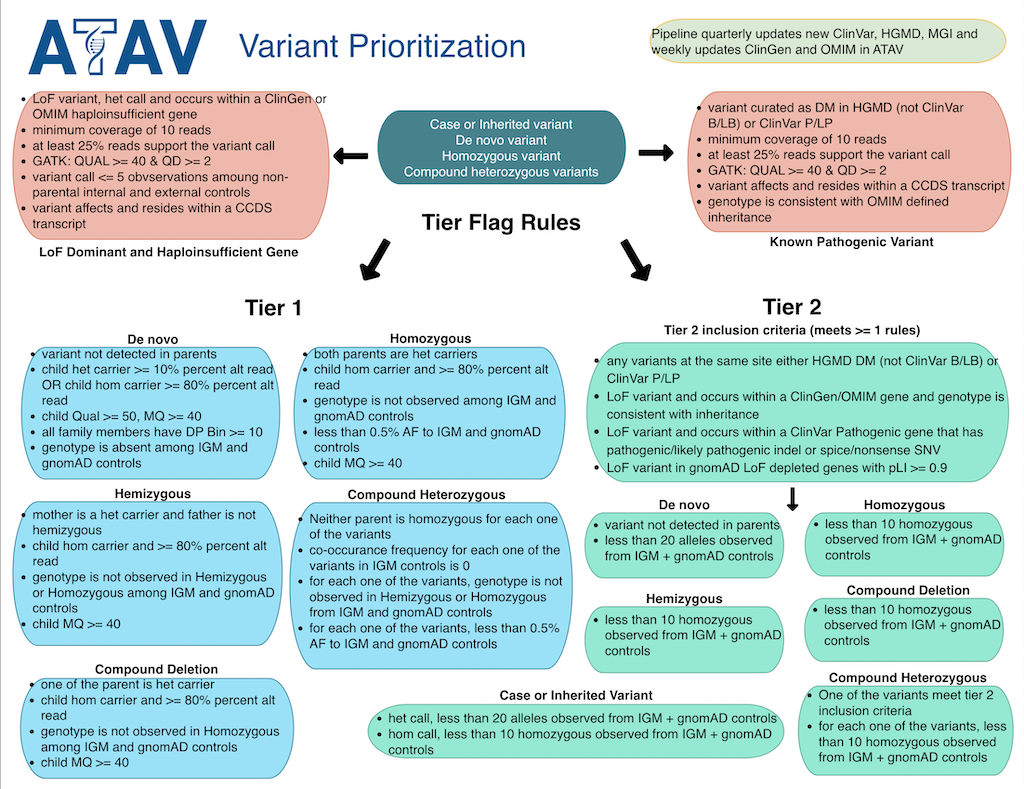 ATAV
Variant Prioritization
Pipeline quarterly updates new ClinVar, HGMD, MGI and
weekly updates ClinGen and OMIM in ATAV
• LoF variant, het call and occurs within a ClinGen or
OMIM haploinsufficient gene
• minimum coverage of 10 reads
• at least 25% reads support the variant call
• GATK: QUAL >= 40 & QD >= 2
• variant call <= 5 obvservations amoung non-
parental internal and external controls
• variant affects and resides within a CCDS
transcript
LoF Dominant and Haploinsufficient Gene
Case or Inherited variant
De novo variant
Homozygous variant
Compound heterozygous variants
• variant curated as DM in HGMD (not ClinVar
B/LB) or ClinVar P/LP
• minimum coverage of 10 reads
• at least 25% reads support the variant call
• GATK: QUAL >= 40 & QD >= 2
• variant affects and resides within a CCDS transcript
• genotype is consistent with OMIM defined
inheritance
Known Pathogenic Variant
Tier Flag Rules
Tier 1
De novo
• variant not detected in parents
• child het carrier >= 10% percent alt read
OR child hom carrier >= 80% percent alt
read
• child Qual >= 50, MQ >= 40
• all family members have DP Bin >= 10
• genotype is absent among IGM and
gnomAD controls
Homozygous
• both parents are het carriers
• child hom carrier and >= 80% percent alt
read
• genotype is not observed among IGM and
gnomAD controls
• less than 0.5% AF to IGM and gnomAD
controls
• child MQ >= 40
Hemizygous
• mother is a het carrier and father is not
hemizygous
• child hom carrier and >= 80% percent alt
read
• genotype is not observed in Hemizygous
or Homozygous among IGM and gnomAD
controls
• child MQ >= 40
Compound Heterozygous
• Neither parent is homozygous for each one
of the variants
• co-occurance frequency for each one of the
variants in IGM controls is 0
• for each one of the variants, genotype is not
observed in Hemizygous or Homozygous
from IGM and gnomAD controls
• for each one of the variants, less than 0.5%
AF to IGM and gnomAD controls
Compound Deletion
• one of the parent is het carrier
• child hom carrier and >= 80% percent alt
read
• genotype is not observed in Homozygous
among IGM and gnomAD controls
• child MQ >= 40
Tier 2
Tier 2 inclusion criteria (meets >= 1 rules)
• any variants at the same site either HGMD DM (not ClinVar B/LB) or
ClinVar P/LP
• LoF variant and occurs within a ClinGen/OMIM gene and genotype is
consistent with inheritance
• LoF variant and occurs within a ClinVar Pathogenic gene that has
pathogenic/likely pathogenic indel or spice/nonsense SNV
• LoF variant in gnomAD LoF depleted genes with pLI >= 0.9
De novo
• variant not detected in parents
• less than 20 alleles observed
from IGM + gnomAD controls
Homozygous
• less than 10 homozygous
observed from IGM + gnomAD
controls
Hemizygous
• less than 10 homozygous
observed from IGM + gnomAD
controls
Compound Deletion
• less than 10 homozygous
observed from IGM + gnomAD
controls
Case or Inherited Variant
• het call, less than 20 alleles observed from IGM + gnomAD controls
• hom call, less than 10 homozygous observed from IGM + gnomAD
controls
Compound Heterozygous
• One of the variants meet tier 2
inclusion criteria
• for each one of the variants, less
than 10 homozygous observed
from IGM + gnomAD controls